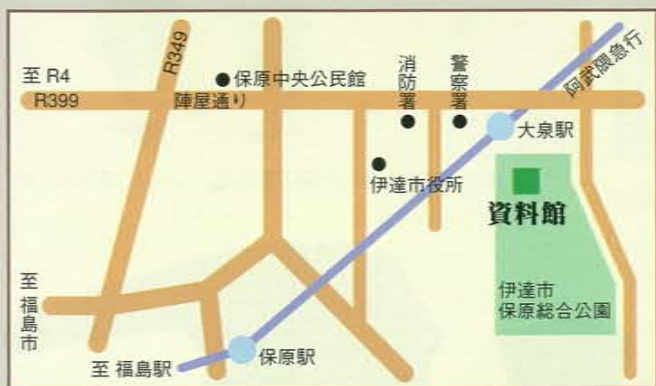 至 R4
R399
R349
陣屋通り
保原中央公民館
消防署
警察署
阿武隈急行
大泉駅
伊達市役所
資料館
伊達市
保原総合公園
至
福島市
至 福島駅
保原駅